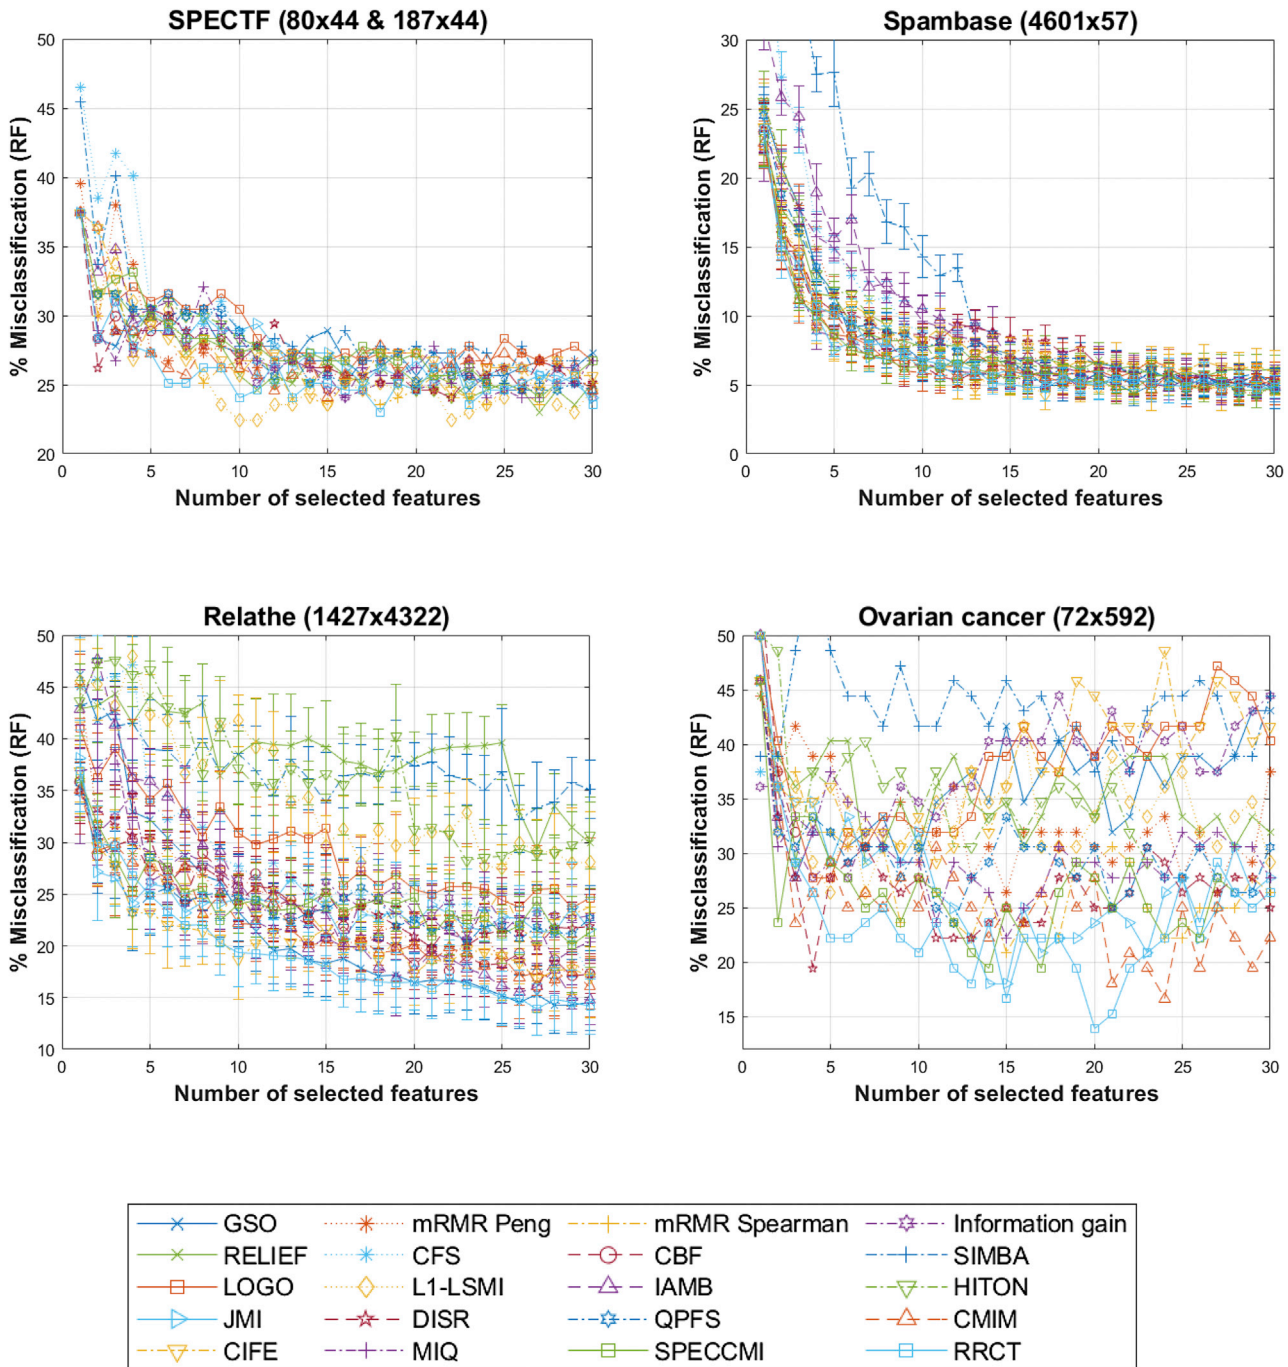 SPECTF (80x44 & 187x44)
% Misclassification (RF)
50
45
40
35
30
25
20
0 5 10 15 20 25 30
Number of selected features
Spambase (4601x57)
% Misclassification (RF)
30
25
20
15
10
5
0
0 5 10 15 20 25 30
Number of selected features
Relathe (1427x4322)
% Misclassification (RF)
50
45
40
35
30
25
20
15
10
0 5 10 15 20 25 30
Number of selected features
Ovarian cancer (72x592)
% Misclassification (RF)
50
45
40
35
30
25
20
15
0 5 10 15 20 25 30
Number of selected features
GSO mRMR Peng mRMR Spearman Information gain
RELIEF CFS CBF SIMBA
LOGO L1-LSMI IAMB HITON
JMI DISR QPFS CMIM
CIFE MIQ SPECCMI RRCT